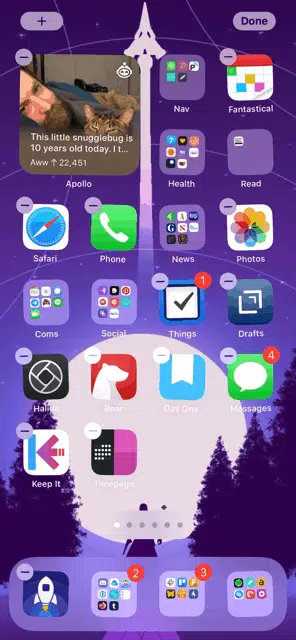 +
Done
This little snugglebug is
10 years old today. I t...
Aww ↑ 22,451
Apollo
Nav
Fantastical
Health
Read
Safari
Phone
News
Photos
Coms
Social
1
Things
Drafts
Halide
Bear
Day One
4
Messages
Keep It
Timepage
2
3